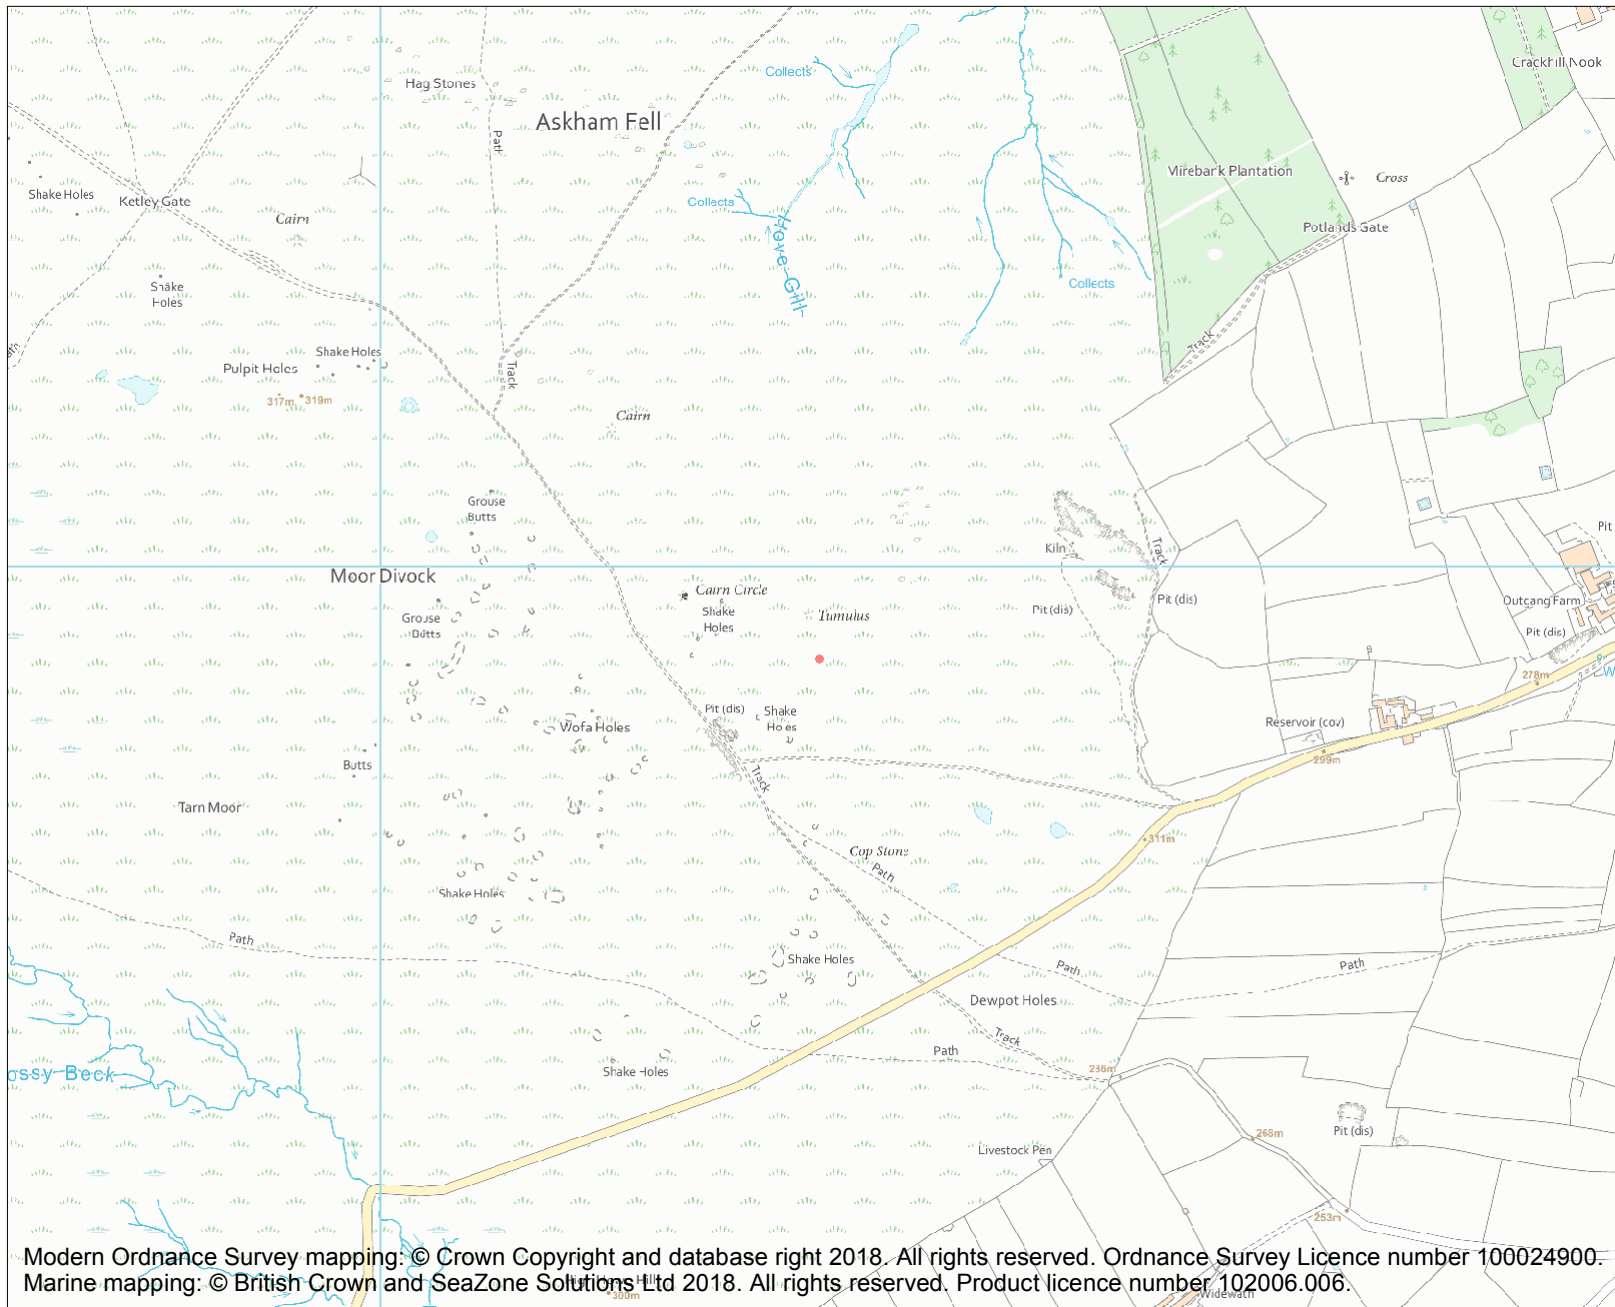 Crackhill Nook
Collects
Hag Stones
Askham Fell
Path
Mirebank Plantation
Cross
Shake Holes
Ketley Gate
Collects
Cairn
Potlands Gate
Howe Gill
Shake
Holes
Collects
Track
Shake Holes
Pulpit Holes
Track
317m
319m
Cairn
Grouse
Butts
Pit
Kiln
Track
Moor Divock
Cairn Circle
Shake
Holes
Tumulus
Pit (dis)
Pit (dis)
Outcang Farm
Grouse
Butts
Pit (dis)
W
278m
Pit (dis)
Shake
Holes
Wofa Holes
Reservoir (cov)
299m
Butts
Track
Tarn Moor
311m
Cop Stone
Path
Shake Holes
Path
Shake Holes
Path
Path
Dewpot Holes
Track
Path
Shake Holes
ossy Beck
268m
Pit (dis)
Livestock Pen
253m
Modern Ordnance Survey mapping: © Crown Copyright and database right 2018. All rights reserved. Ordnance Survey Licence number 100024900.
Marine mapping: © British Crown and SeaZone Solutions Ltd 2018. All rights reserved. Product licence number 102006.006.
300m
Widewath